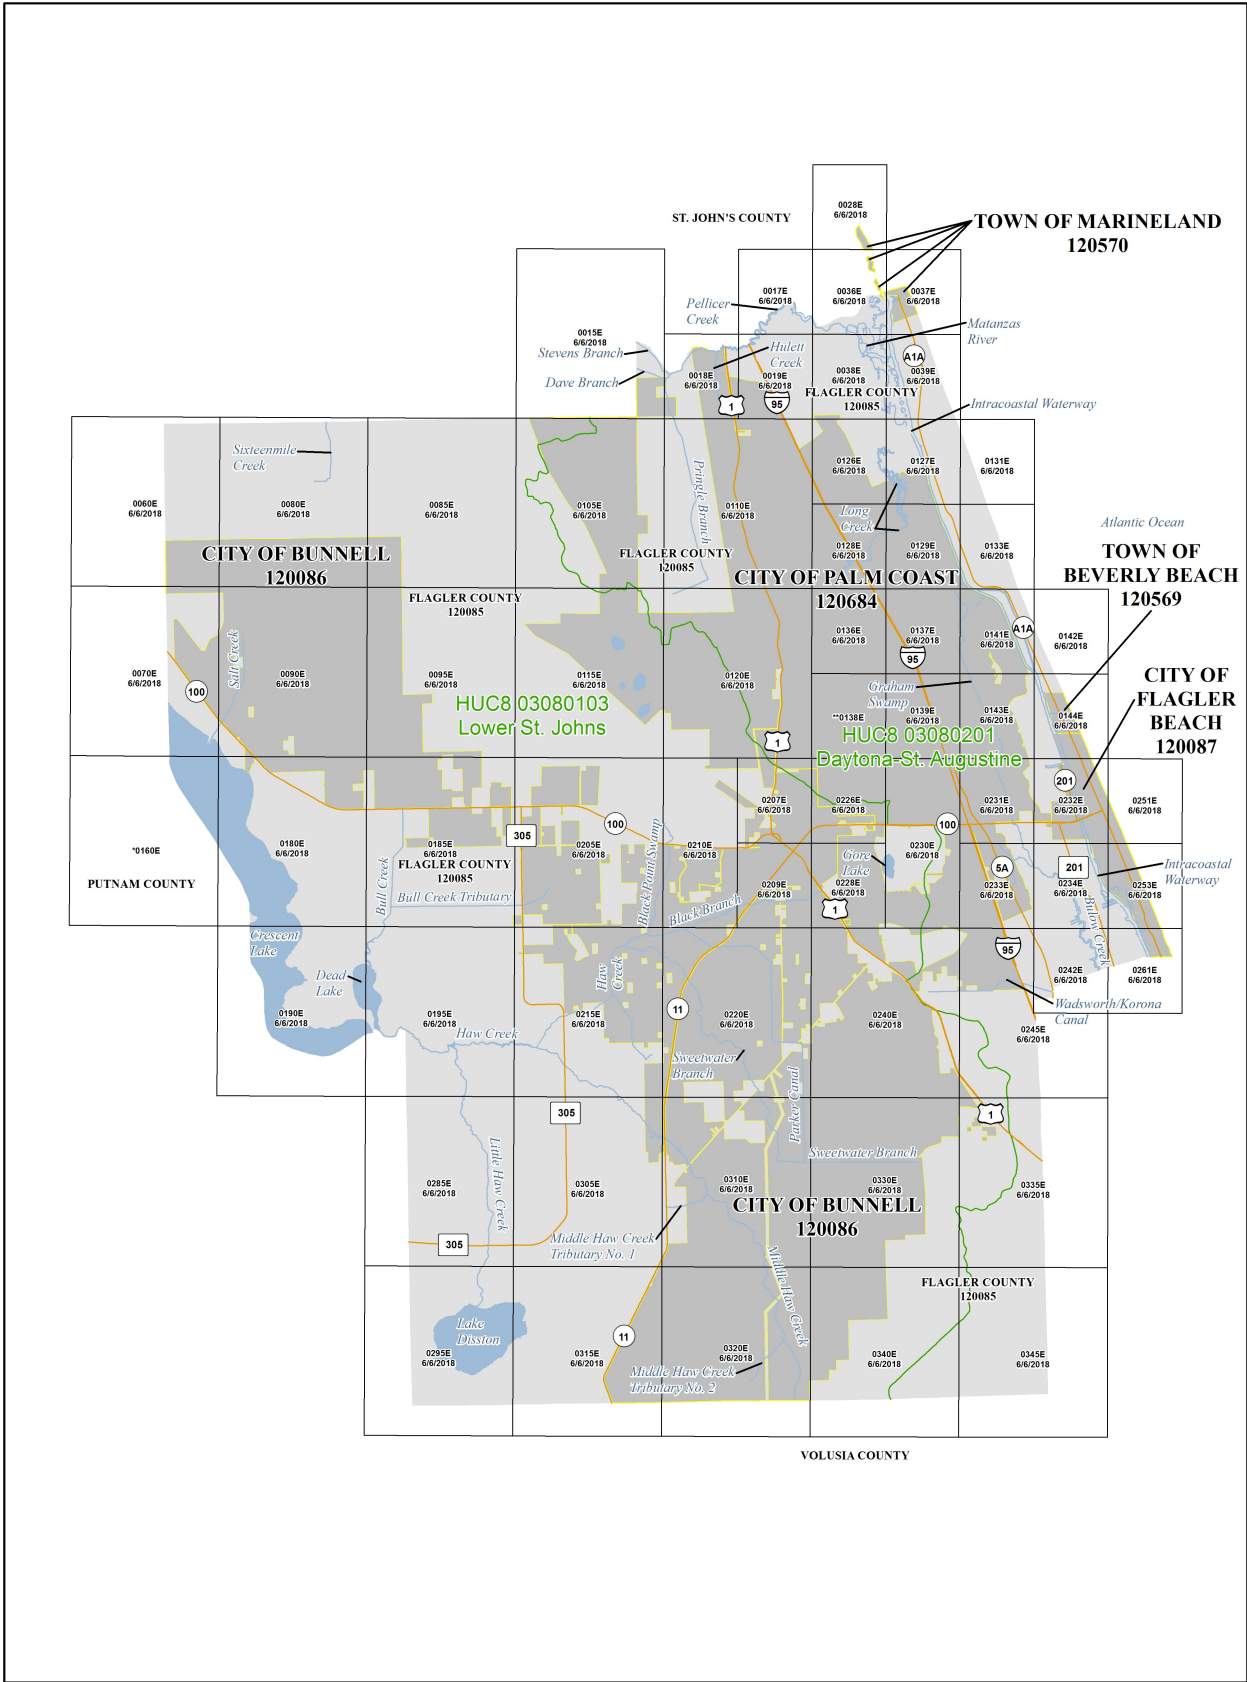 0028E
6/6/2018
ST. JOHN'S COUNTY
TOWN OF MARINELAND
120570
0017E
6/6/2018
0036E
6/6/2018
0037E
6/6/2018
Pellicer
Creek
Matanzas
River
0015E
6/6/2018
Stevens Branch
Dave Branch
Hulett
Creek
0018E
6/6/2018
0019E
6/6/2018
0038E
6/6/2018
A1A
0039E
6/6/2018
FLAGLER COUNTY
120085
1
95
Intracoastal Waterway
Sixteenmile
Creek
0126E
6/6/2018
0127E
6/6/2018
0131E
6/6/2018
Pringle Branch
0060E
6/6/2018
0080E
6/6/2018
0085E
6/6/2018
0105E
6/6/2018
0110E
6/6/2018
Long
Creek
Atlantic Ocean
0128E
6/6/2018
0129E
6/6/2018
0133E
6/6/2018
CITY OF BUNNELL
120086
FLAGLER COUNTY
120085
TOWN OF
BEVERLY BEACH
120569
CITY OF PALM COAST
120684
FLAGLER COUNTY
120085
0136E
6/6/2018
0137E
6/6/2018
0141E
6/6/2018
A1A
0142E
6/6/2018
95
Salt Creek
0070E
6/6/2018
100
0090E
6/6/2018
0095E
6/6/2018
0115E
6/6/2018
0120E
6/6/2018
Graham
Swamp
CITY OF
FLAGLER
BEACH
120087
HUC8 03080103
Lower St. Johns
**0138E
0139E
6/6/2018
0143E
6/6/2018
0144E
6/6/2018
1
HUC8 03080201
Daytona-St. Augustine
201
0207E
6/6/2018
0226E
6/6/2018
0231E
6/6/2018
0232E
6/6/2018
0251E
6/6/2018
305
100
100
*0160E
0180E
6/6/2018
0185E
6/6/2018
0205E
6/6/2018
0210E
6/6/2018
0230E
6/6/2018
Black Point Swamp
Gore
Lake
PUTNAM COUNTY
FLAGLER COUNTY
120085
Bull Creek
Bull Creek Tributary
0209E
6/6/2018
0228E
6/6/2018
5A
0233E
6/6/2018
201
0234E
6/6/2018
0253E
6/6/2018
Intracoastal
Waterway
Black Branch
1
Bulow Creek
Crescent
Lake
95
Dead
Lake
Haw
Creek
0242E
6/6/2018
0261E
6/6/2018
0190E
6/6/2018
0195E
6/6/2018
0215E
6/6/2018
11
0220E
6/6/2018
0240E
6/6/2018
Wadsworth/Korona
Canal
0245E
6/6/2018
Haw Creek
Sweetwater
Branch
Parker Canal
305
1
Little Haw Creek
Sweetwater Branch
0285E
6/6/2018
0305E
6/6/2018
0310E
6/6/2018
0330E
6/6/2018
0335E
6/6/2018
CITY OF BUNNELL
120086
305
Middle Haw Creek
Tributary No. 1
Middle Haw Creek
FLAGLER COUNTY
120085
Lake
Disston
11
0295E
6/6/2018
0315E
6/6/2018
0320E
6/6/2018
0340E
6/6/2018
0345E
6/6/2018
Middle Haw Creek
Tributary No. 2
VOLUSIA COUNTY